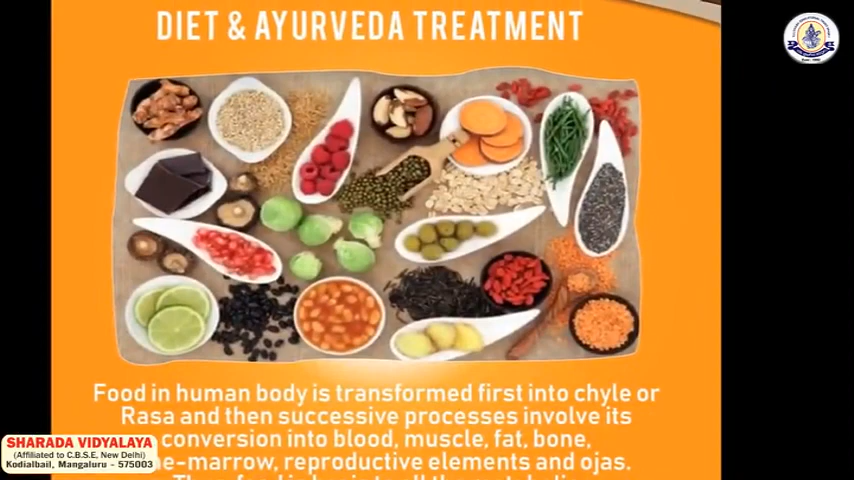 DIET & AYURVEDA TREATMENT
Food in human body is transformed first into chyle or
Rasa and then successive processes involve its
conversion into blood, muscle, fat, bone,
-marrow, reproductive elements and ojas.
SHARADA VIDYALAYA
(Affiliated to C.B.S.E, New Delhi)
Kodialbail, Mangaluru - 575003